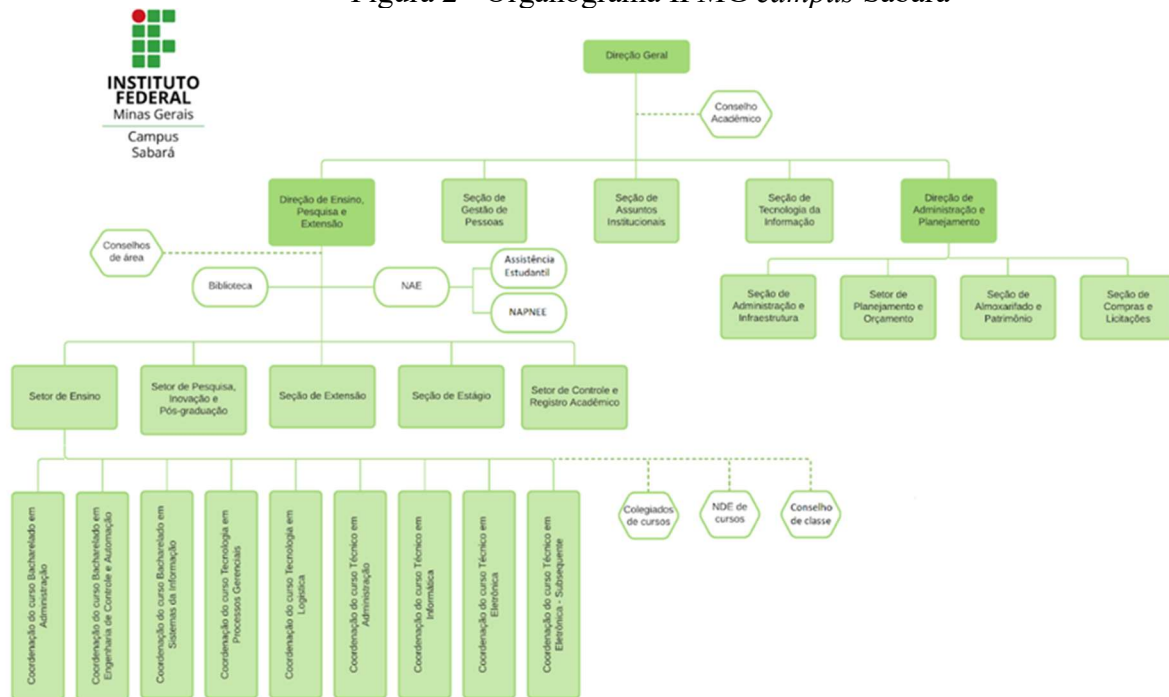 Figura 2 - Organograma IFMG campus Sabará
INSTITUTO
FEDERAL
Minas Gerais
Campus
Sabará
Direção Geral
Conselho
Acadêmico
Direção de Ensino,
Pesquisa e
Extensão
Seção de
Gestão de
Pessoas
Seção de
Assuntos
Institucionais
Seção de
Tecnologia da
Informação
Direção de
Administração e
Planejamento
Conselhos
de área
Biblioteca
NAE
Assistência
Estudantil
NAPNEE
Seção de
Administração e
Infraestrutura
Setor de
Planejamento e
Orçamento
Seção de
Almoxarifado e
Patrimônio
Seção de
Compras e
Licitações
Setor de Ensino
Setor de Pesquisa,
Inovação e
Pós-graduação
Seção de Extensão
Seção de Estágio
Setor de Controle e
Registro Acadêmico
Coordenação do curso Bacharelado em
Administração
Coordenação do curso Bacharelado em
Engenharia de Controle e Automação
Coordenação do curso Bacharelado em
Sistemas da Informação
Coordenação do curso Tecnologia em
Processos Gerenciais
Coordenação do curso Tecnologia em
Logística
Coordenação do curso Técnico em
Administração
Coordenação do curso Técnico em
Informática
Coordenação do curso Técnico em
Eletrônica
Coordenação do curso Técnico em
Eletrônica - Subsequente
Colegiados
de cursos
NDE de
cursos
Conselho
de classe